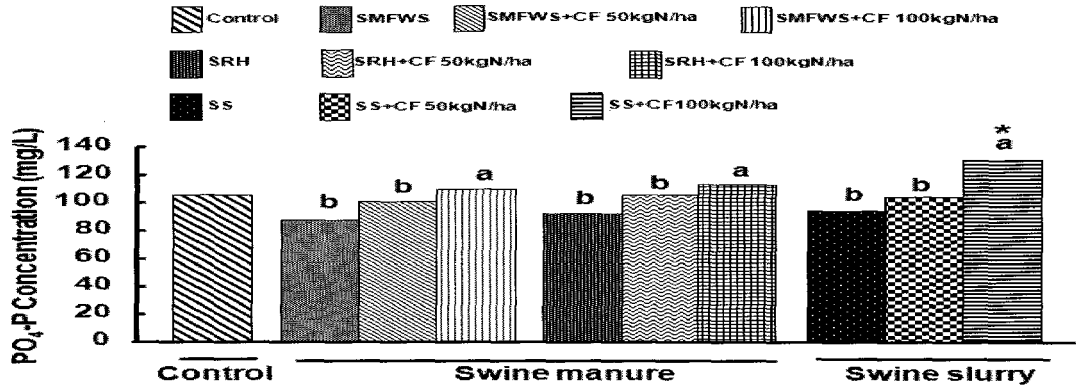 Control SMFWS SMFWS+CF 50kgN/ha SMFWS+CF 100kgN/ha
SRH SRH+CF 50kgN/ha SRH+CF 100kgN/ha
SS SS+CF 50kgN/ha SS+CF100kgN/ha
PO4-P Concentration (mg/L)
140
120
100
80
60
40
20
0
b b a b b a b b a
*
Control Swine manure Swine slurry